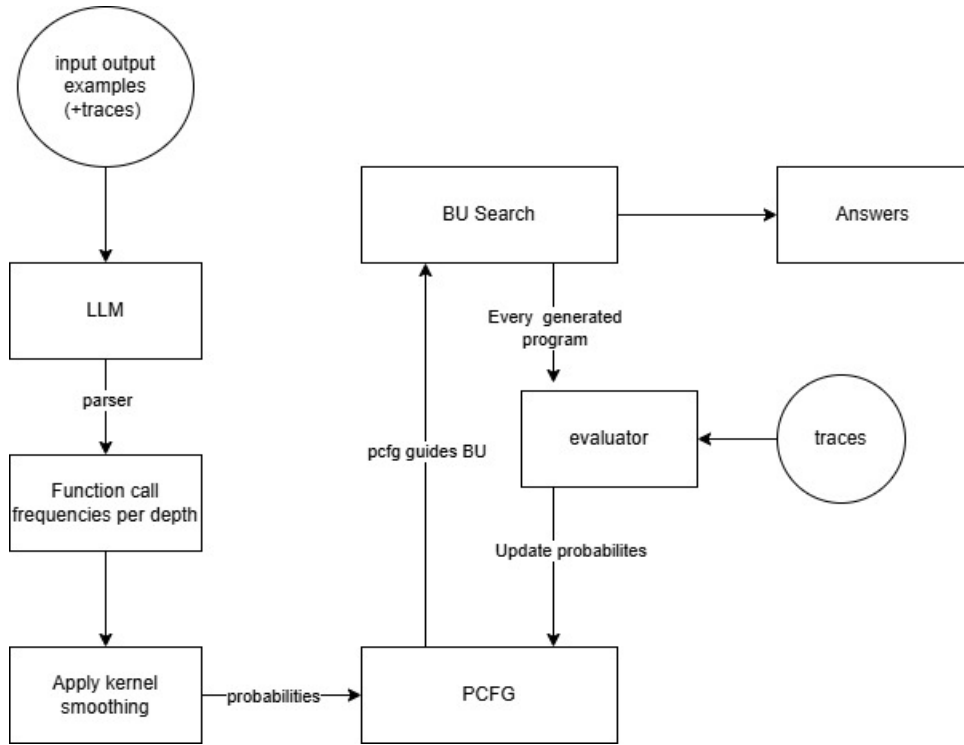 input output
examples
(+traces)
LLM
parser
Function call
frequencies per depth
Apply kernel
smoothing
probabilities
PCFG
pcfg guides BU
BU Search
Answers
Every generated
program
evaluator
traces
Update probabilites